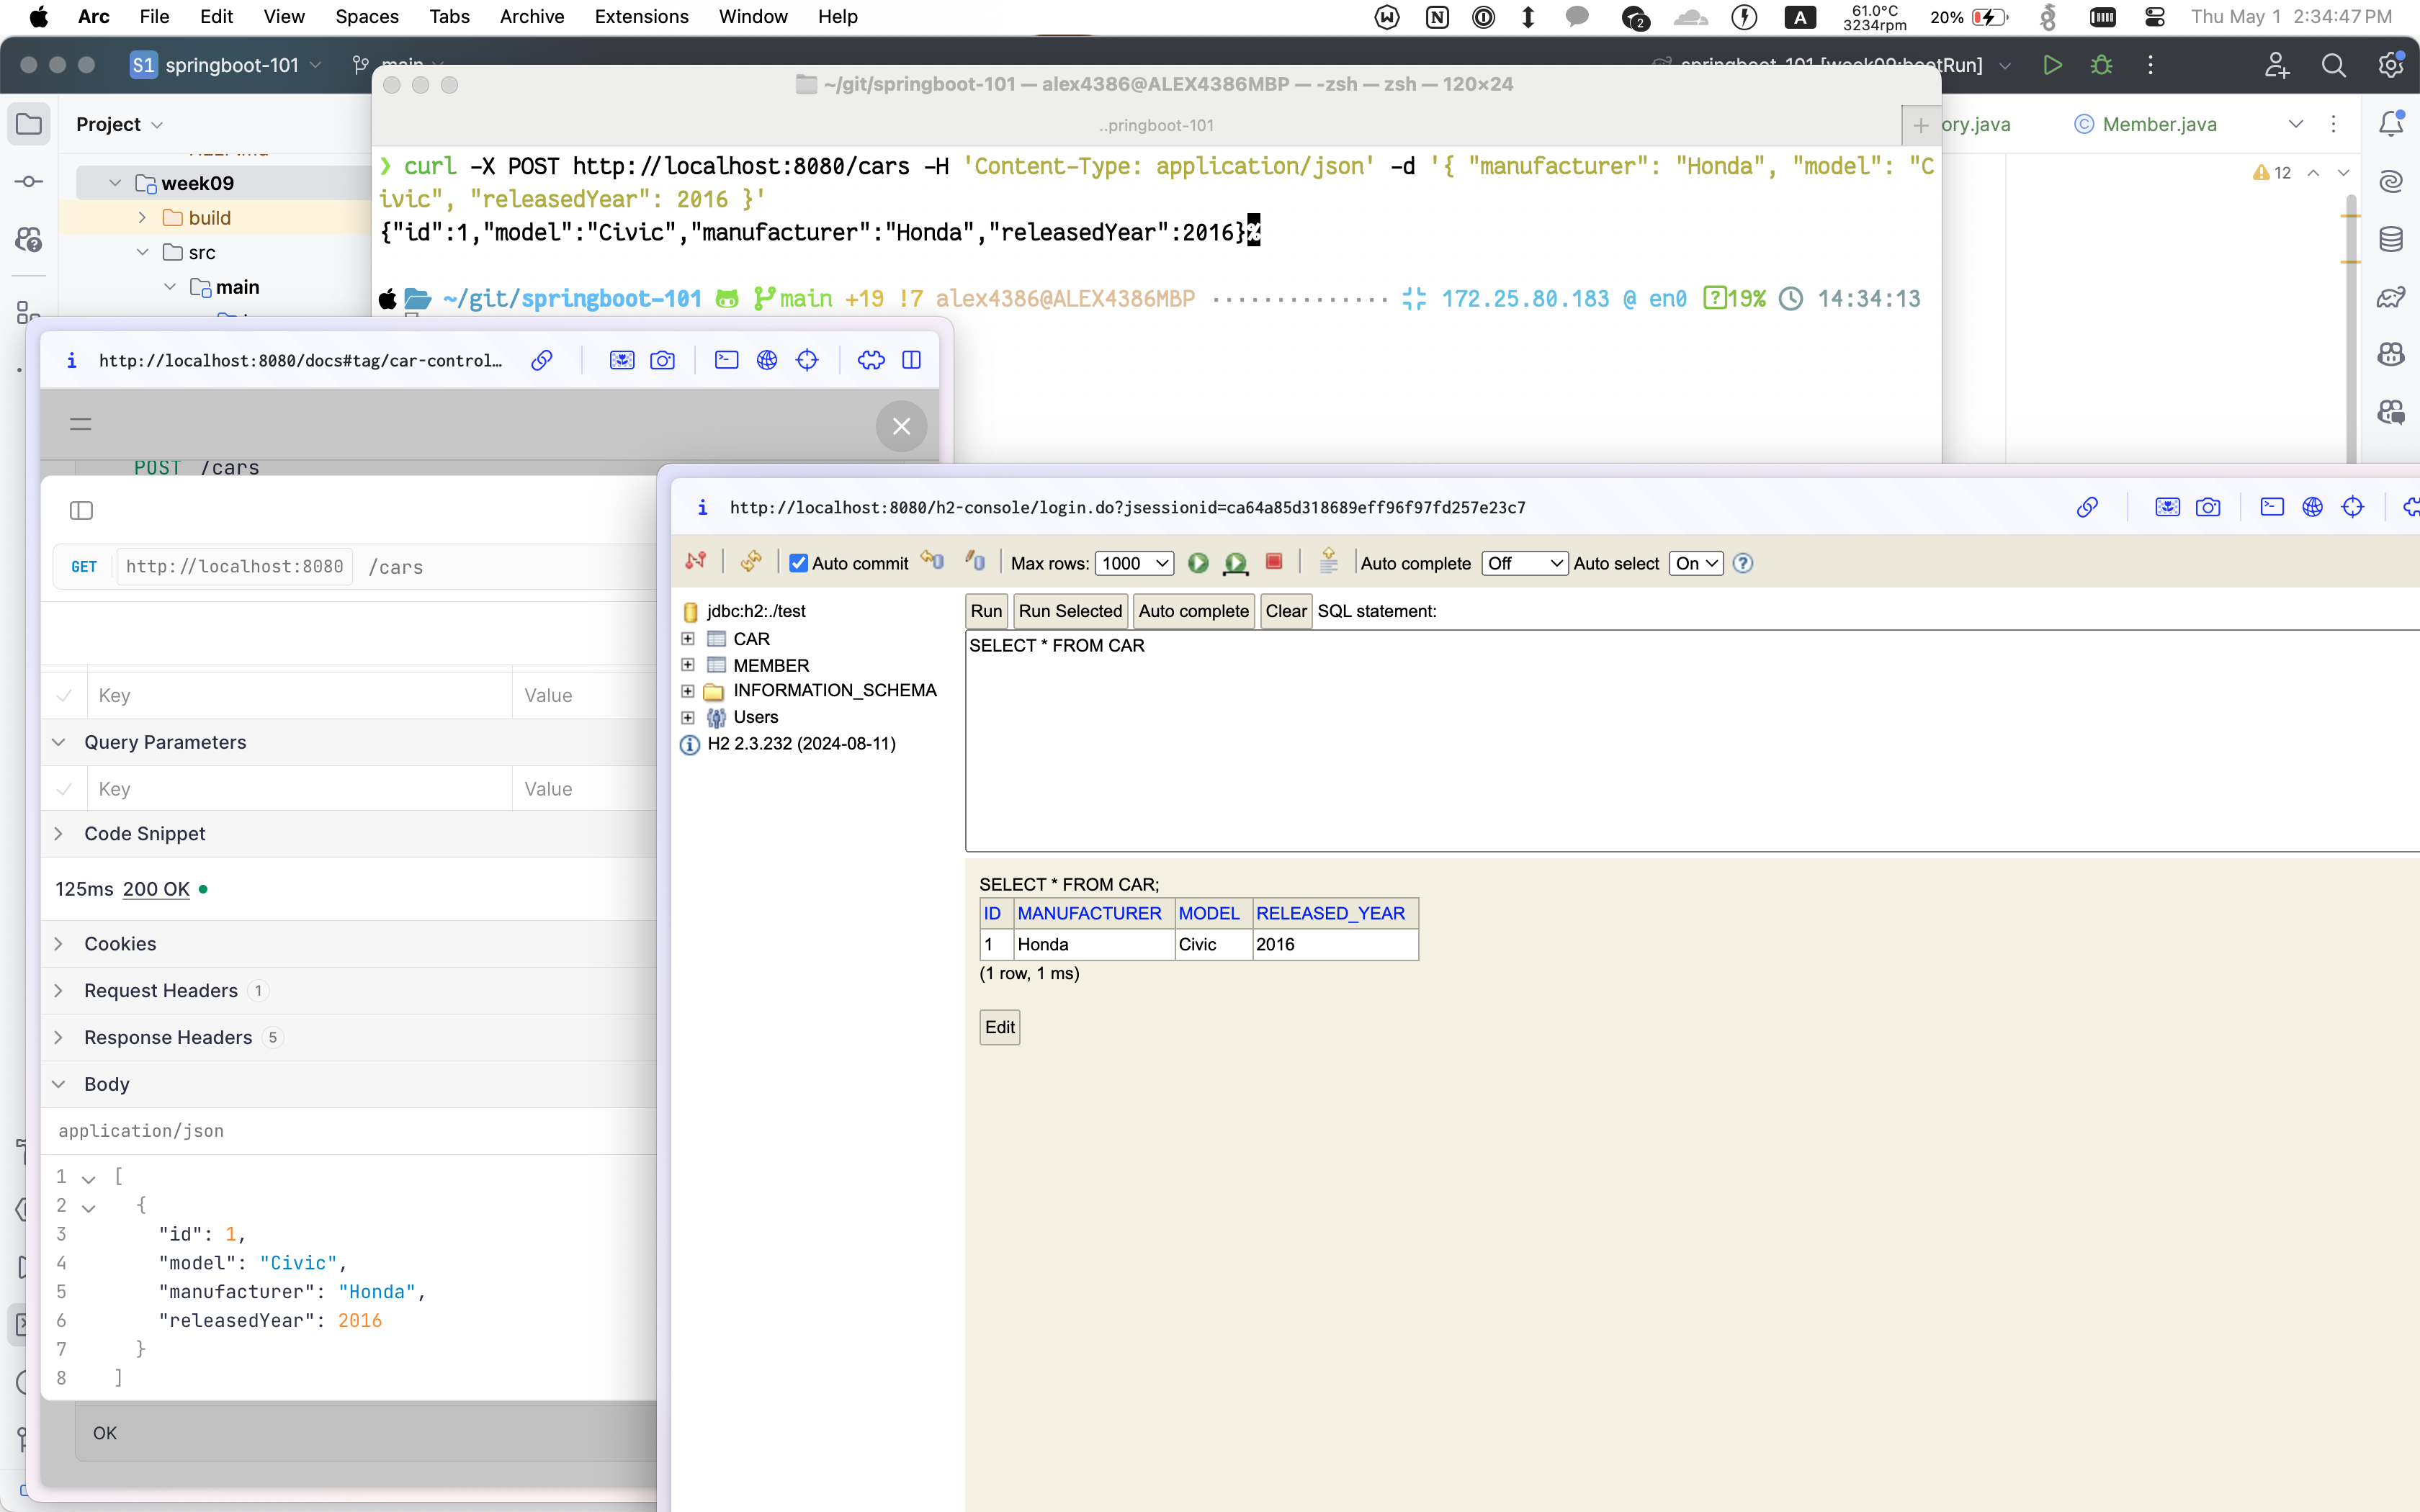 Arc File Edit View Spaces Tabs Archive Extensions Window Help
2 A 61.0°C 3234rpm 20% Thu May 1 2:34:47 PM
S1 springboot-101 main
springboot-101 [week09:bootRun]
~/git/springboot-101 — alex4386@ALEX4386MBP — -zsh — zsh — 120×24
..pringboot-101
Project
ory.java Member.java
12
week09
build
src
main
❯ curl -X POST http://localhost:8080/cars -H 'Content-Type: application/json' -d '{ "manufacturer": "Honda", "model": "C
ivic", "releasedYear": 2016 }'
{"id":1,"model":"Civic","manufacturer":"Honda","releasedYear":2016}%
~/git/springboot-101 main +19 !7 alex4386@ALEX4386MBP ·············· 172.25.80.183 @ en0 19% 14:34:13
http://localhost:8080/docs#tag/car-control...
POST /cars
GET http://localhost:8080 /cars
Key Value
Query Parameters
Key Value
Code Snippet
125ms 200 OK
Cookies
Request Headers 1
Response Headers 5
Body
application/json
1 [
2 {
3 "id": 1,
4 "model": "Civic",
5 "manufacturer": "Honda",
6 "releasedYear": 2016
7 }
8 ]
OK
http://localhost:8080/h2-console/login.do?jsessionid=ca64a85d318689eff96f97fd257e23c7
Auto commit Max rows: 1000 Auto complete Off Auto select On ?
jdbc:h2:./test
CAR
MEMBER
INFORMATION_SCHEMA
Users
H2 2.3.232 (2024-08-11)
Run Run Selected Auto complete Clear SQL statement:
SELECT * FROM CAR
SELECT * FROM CAR;
ID MANUFACTURER MODEL RELEASED_YEAR
1 Honda Civic 2016
(1 row, 1 ms)
Edit